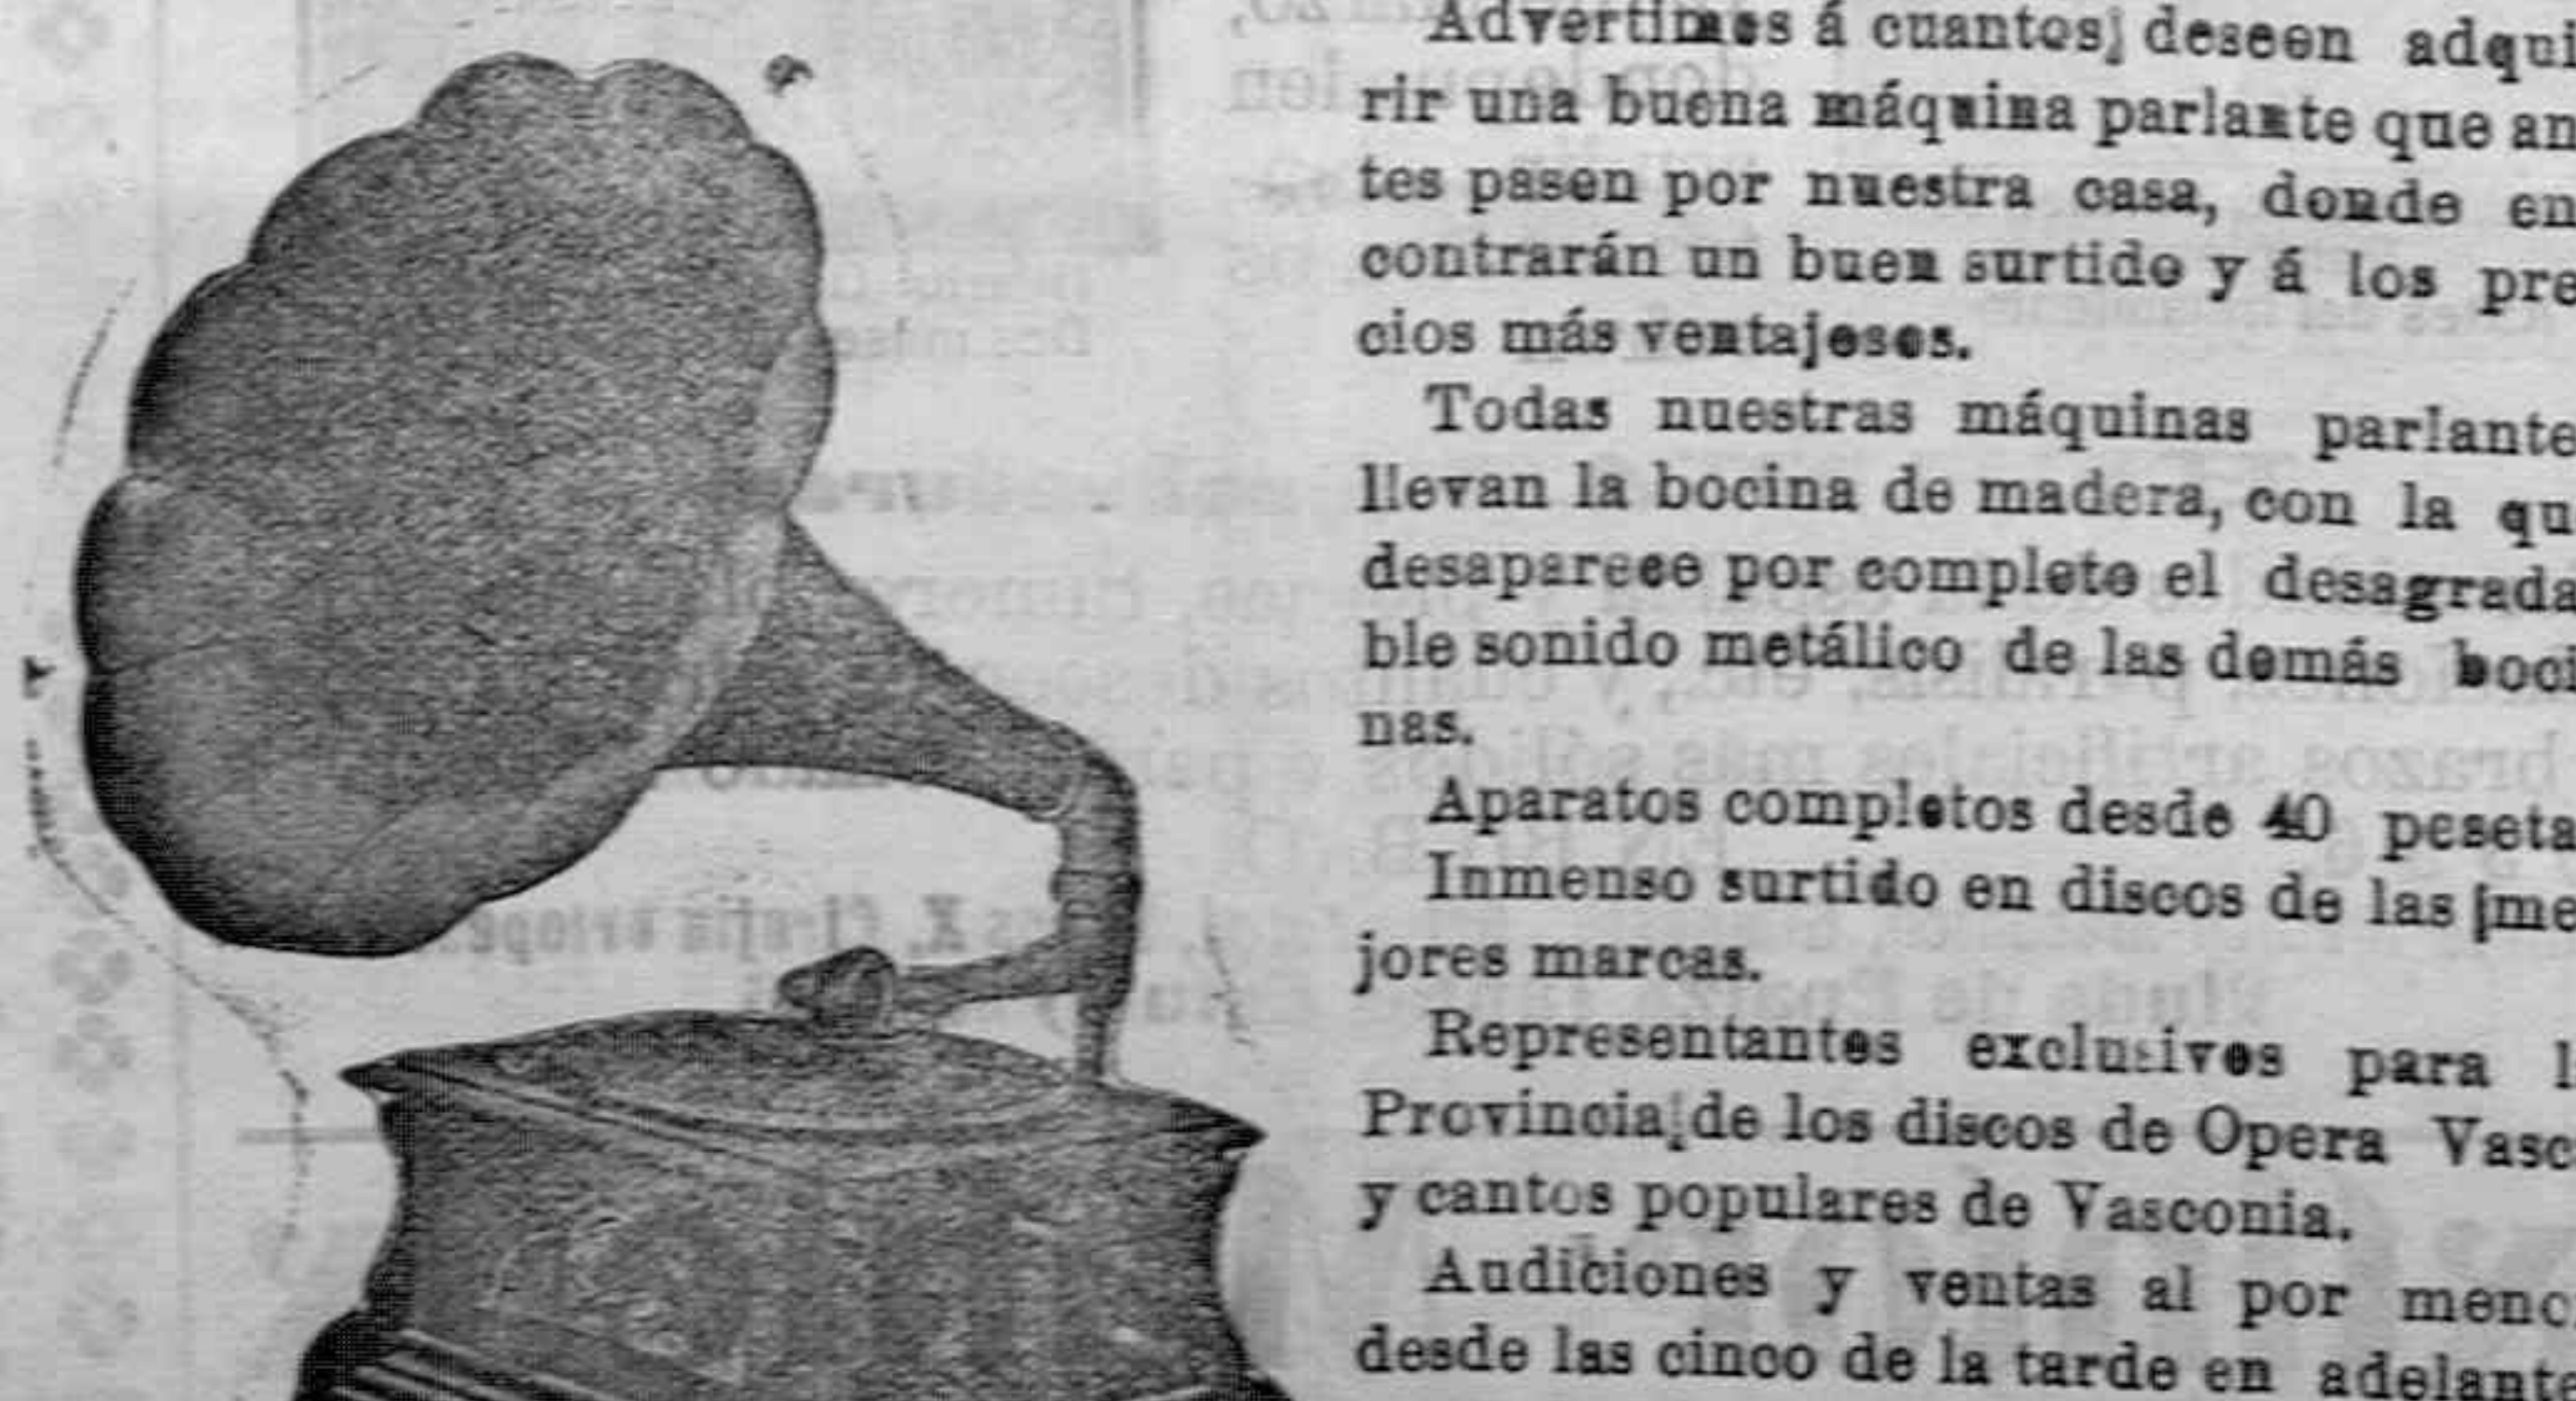 Advertimos á cuantos deseen adqui
rir una buena máquina parlante que an
tes pasen por nuestra casa, donde en
contrarán un buen surtido y á los pre
cios más ventajosos.
Todas nuestras máquinas parlante
llevan la bocina de madera, con la qu
desaparece por completo el desagrada
ble sonido metálico de las demás boci
nas.
Aparatos completos desde 40 peseta
Inmenso surtido en discos de las me
jores marcas.
Representantes exclusivos para l
Provincia de los discos de Opera Vasc
y cantos populares de Vasconia.
Audiciones y ventas al por meno
desde las cinco de la tarde en adelante